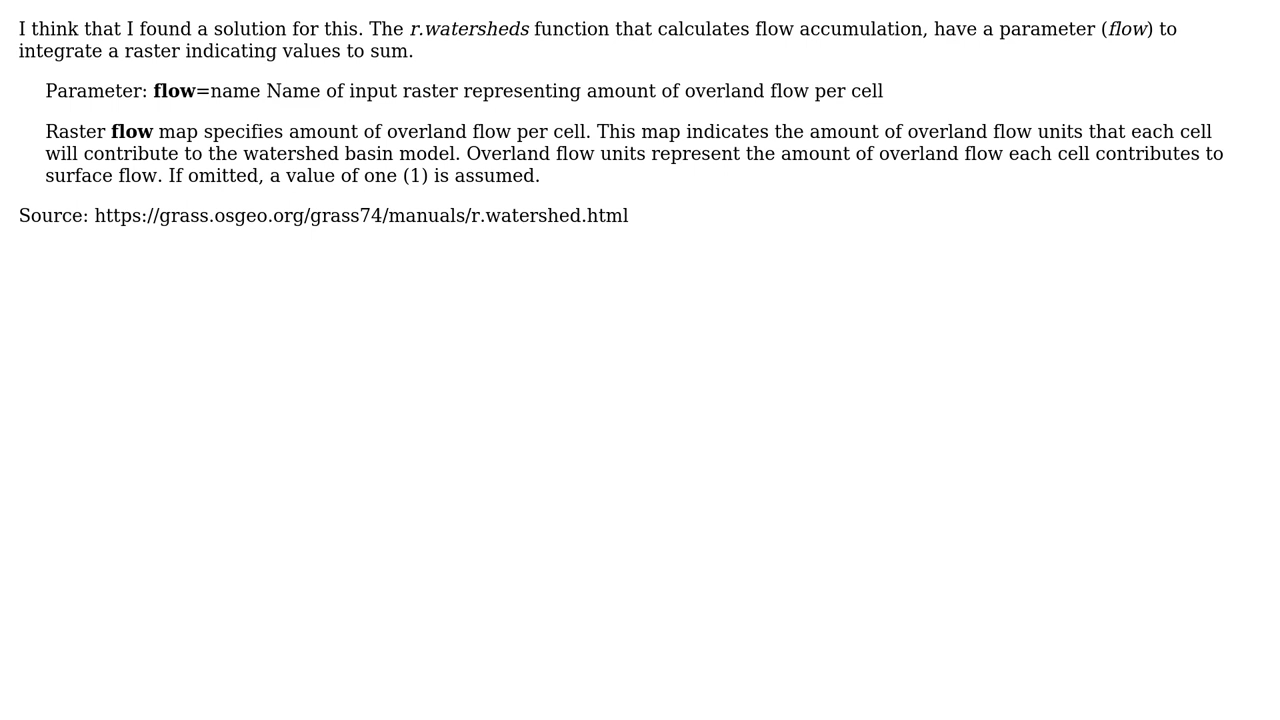 I think that I found a solution for this. The r.watersheds function that calculates flow accumulation, have a parameter (flow) to
integrate a raster indicating values to sum.
Parameter: flow=name Name of input raster representing amount of overland flow per cell
Raster flow map specifies amount of overland flow per cell. This map indicates the amount of overland flow units that each cell
will contribute to the watershed basin model. Overland flow units represent the amount of overland flow each cell contributes to
surface flow. If omitted, a value of one (1) is assumed.
Source: https://grass.osgeo.org/grass74/manuals/r.watershed.html